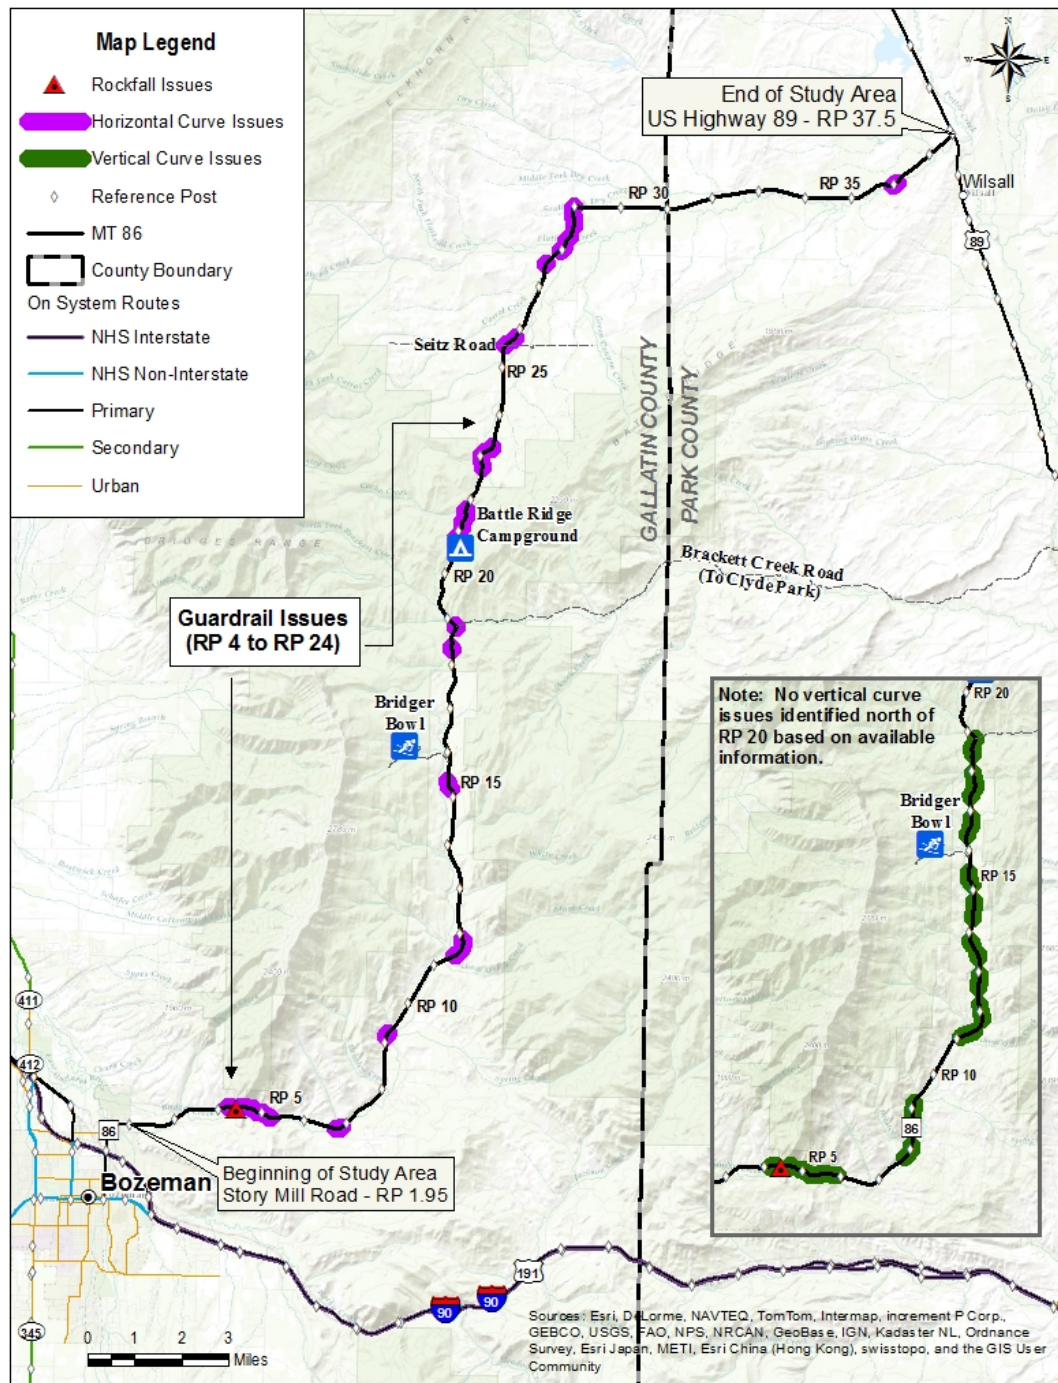 Map Legend
Rockfall Issues
Horizontal Curve Issues
Vertical Curve Issues
Reference Post
MT 86
County Boundary
On System Routes
NHS Interstate
NHS Non-Interstate
Primary
Secondary
Urban
N
W
E
S
End of Study Area
US Highway 89 - RP 37.5
RP 30
RP 35
Wilsall
89
Seitz Road
RP 25
GALLATIN COUNTY
PARK COUNTY
Battle Ridge
Campground
RP 20
Brackett Creek Road
(To Clyde Park)
Guardrail Issues
(RP 4 to RP 24)
Bridger
Bowl
RP 15
RP 10
RP 5
Note: No vertical curve
issues identified north of
RP 20 based on available
information.
RP 20
Bridger
Bowl
RP 15
RP 10
86
RP 5
411
412
86
Beginning of Study Area
Story Mill Road - RP 1.95
Bozeman
191
90
90
345
0 1 2 3
Miles
Sources: Esri, DeLorme, NAVTEQ, TomTom, Intermap, increment P Corp.,
GEBCO, USGS, FAO, NPS, NRCAN, GeoBase, IGN, Kadaster NL, Ordnance
Survey, Esri Japan, METI, Esri China (Hong Kong), swisstopo, and the GIS User
Community